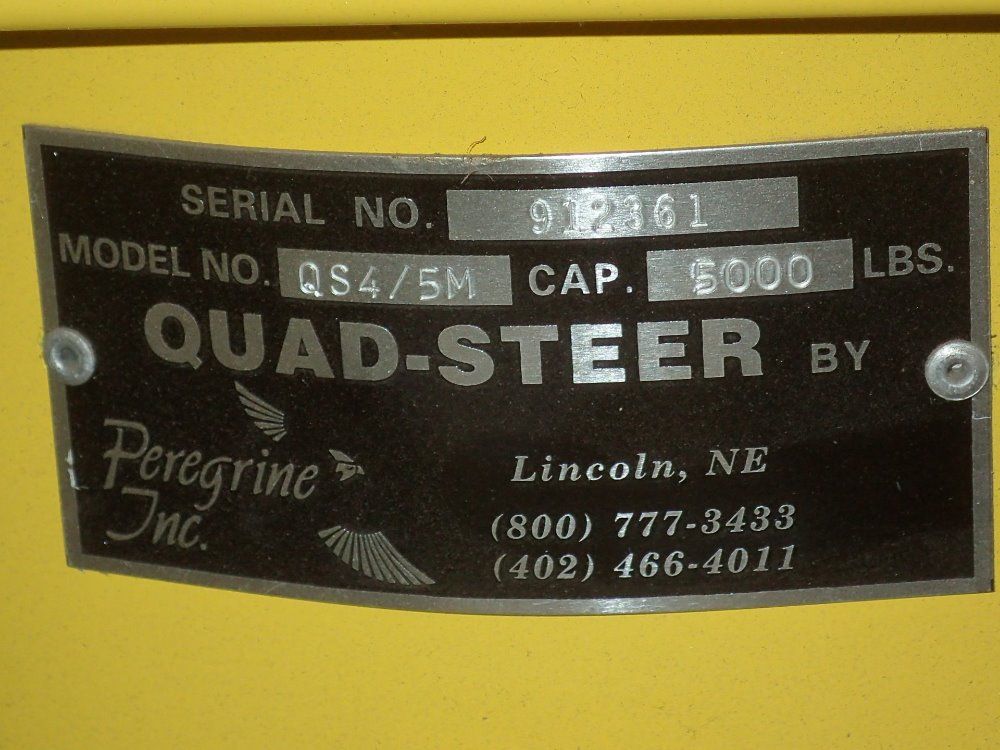 SERIAL NO. 912361
MODEL NO. QS4/5M CAP. 5000 LBS.
QUAD-STEER BY
Peregrine
Inc.
Lincoln, NE
(800) 777-3433
(402) 466-4011